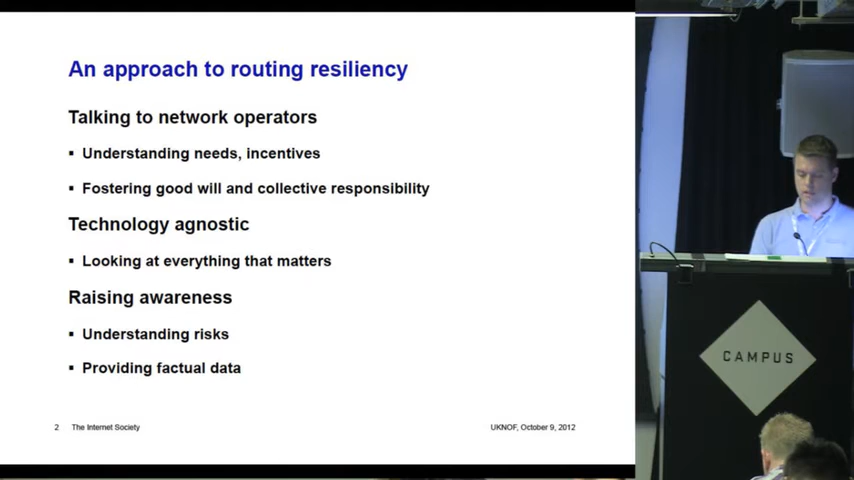 An approach to routing resiliency
Talking to network operators
▪ Understanding needs, incentives
▪ Fostering good will and collective responsibility
Technology agnostic
▪ Looking at everything that matters
Raising awareness
▪ Understanding risks
▪ Providing factual data
2 The Internet Society UKNOF, October 9, 2012
CAMPUS